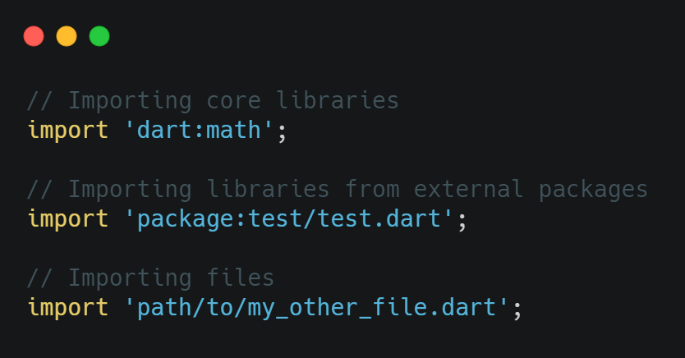 // Importing core libraries
import 'dart:math';
// Importing libraries from external packages
import 'package:test/test.dart';
// Importing files
import 'path/to/my_other_file.dart';